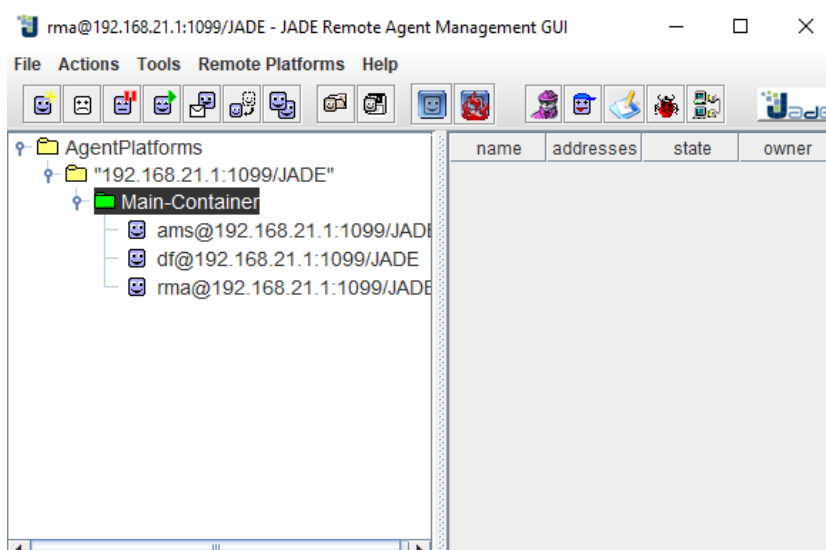 rma@192.168.21.1:1099/JADE - JADE Remote Agent Management GUI
File Actions Tools Remote Platforms Help
Jade
AgentPlatforms
"192.168.21.1:1099/JADE"
Main-Container
ams@192.168.21.1:1099/JADE
df@192.168.21.1:1099/JADE
rma@192.168.21.1:1099/JADE
name addresses state owner